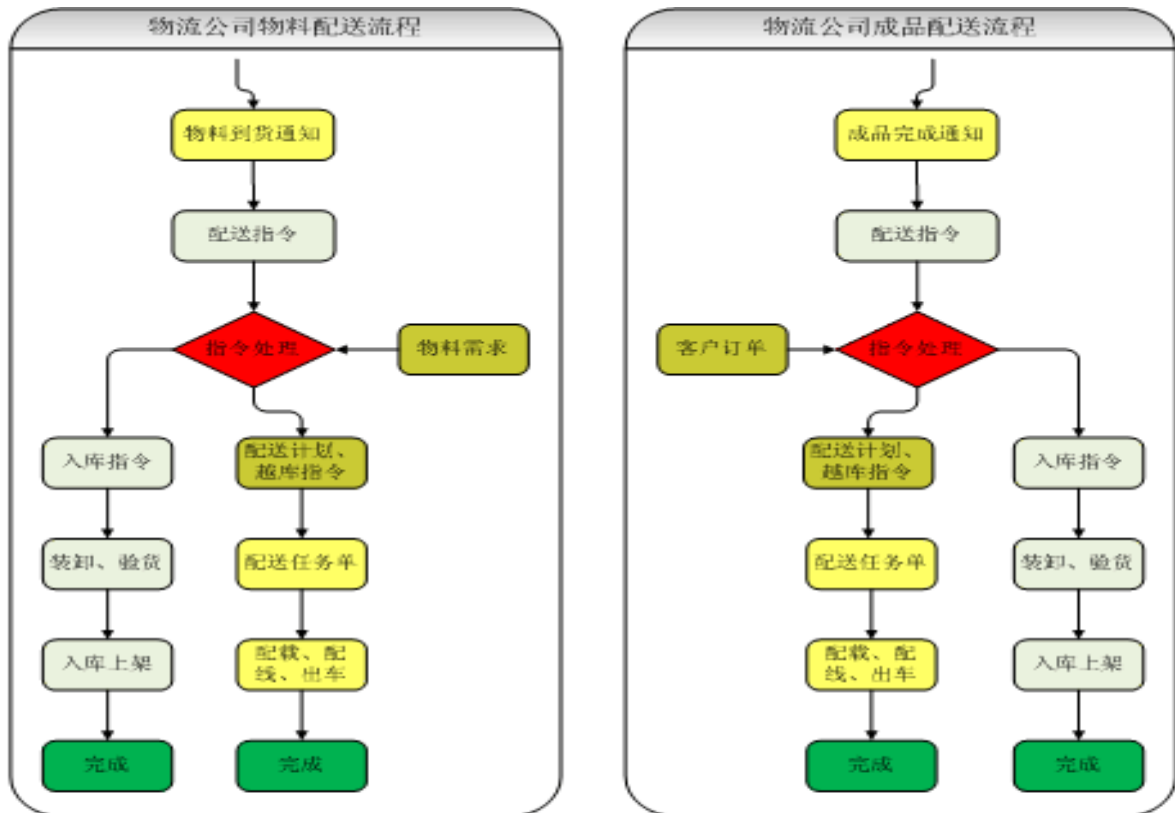 物流公司物料配送流程
物料到货通知
配送指令
指令处理
物料需求
入库指令
配送计划、
越库指令
装卸、验货
配送任务单
入库上架
配载、配
线、出车
完成
完成
物流公司成品配送流程
成品完成通知
配送指令
客户订单
指令处理
配送计划、
越库指令
入库指令
配送任务单
装卸、验货
配载、配
线、出车
入库上架
完成
完成